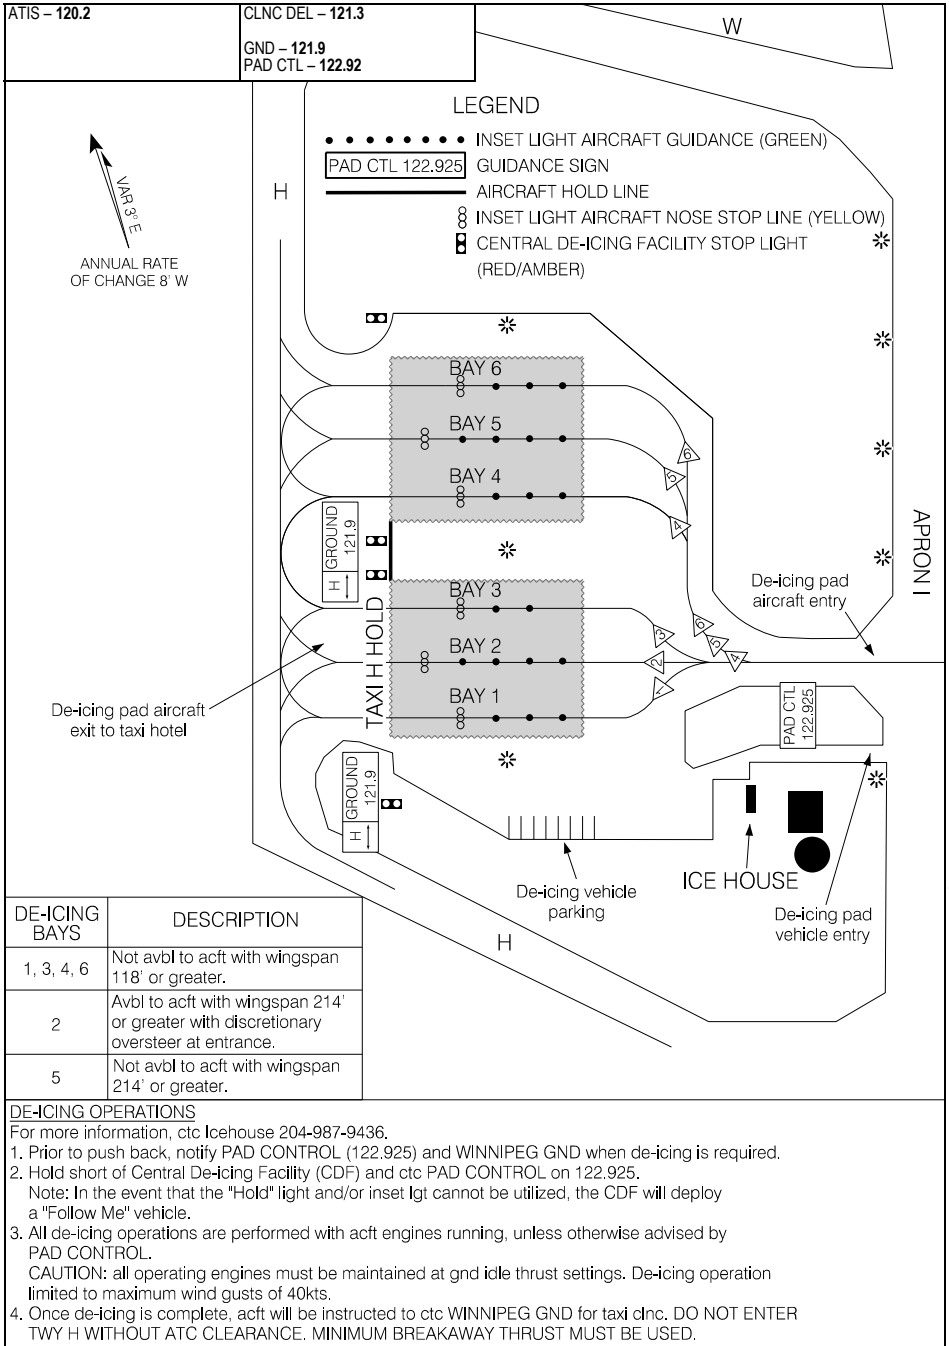 ATIS – 120.2
CLNC DEL – 121.3
GND – 121.9
PAD CTL – 122.92
W
LEGEND
INSET LIGHT AIRCRAFT GUIDANCE (GREEN)
PAD CTL 122.925
GUIDANCE SIGN
AIRCRAFT HOLD LINE
INSET LIGHT AIRCRAFT NOSE STOP LINE (YELLOW)
CENTRAL DE-ICING FACILITY STOP LIGHT
(RED/AMBER)
H
VAR 3° E
ANNUAL RATE
OF CHANGE 8' W
BAY 6
BAY 5
BAY 4
6
5
4
GROUND
121.9
H
APRON I
De-icing pad
aircraft entry
BAY 3
BAY 2
BAY 1
3
2
1
6
5
4
TAXI H HOLD
De-icing pad aircraft
exit to taxi hotel
PAD CTL
122.925
GROUND
121.9
H
ICE HOUSE
De-icing vehicle
parking
De-icing pad
vehicle entry
H
DE-ICING
BAYS
DESCRIPTION
1, 3, 4, 6
Not avbl to acft with wingspan
118' or greater.
2
Avbl to acft with wingspan 214'
or greater with discretionary
oversteer at entrance.
5
Not avbl to acft with wingspan
214' or greater.
DE-ICING OPERATIONS
For more information, ctc Icehouse 204-987-9436.
1. Prior to push back, notify PAD CONTROL (122.925) and WINNIPEG GND when de-icing is required.
2. Hold short of Central De-icing Facility (CDF) and ctc PAD CONTROL on 122.925.
Note: In the event that the "Hold" light and/or inset lgt cannot be utilized, the CDF will deploy
a "Follow Me" vehicle.
3. All de-icing operations are performed with acft engines running, unless otherwise advised by
PAD CONTROL.
CAUTION: all operating engines must be maintained at gnd idle thrust settings. De-icing operation
limited to maximum wind gusts of 40kts.
4. Once de-icing is complete, acft will be instructed to ctc WINNIPEG GND for taxi clnc. DO NOT ENTER
TWY H WITHOUT ATC CLEARANCE. MINIMUM BREAKAWAY THRUST MUST BE USED.